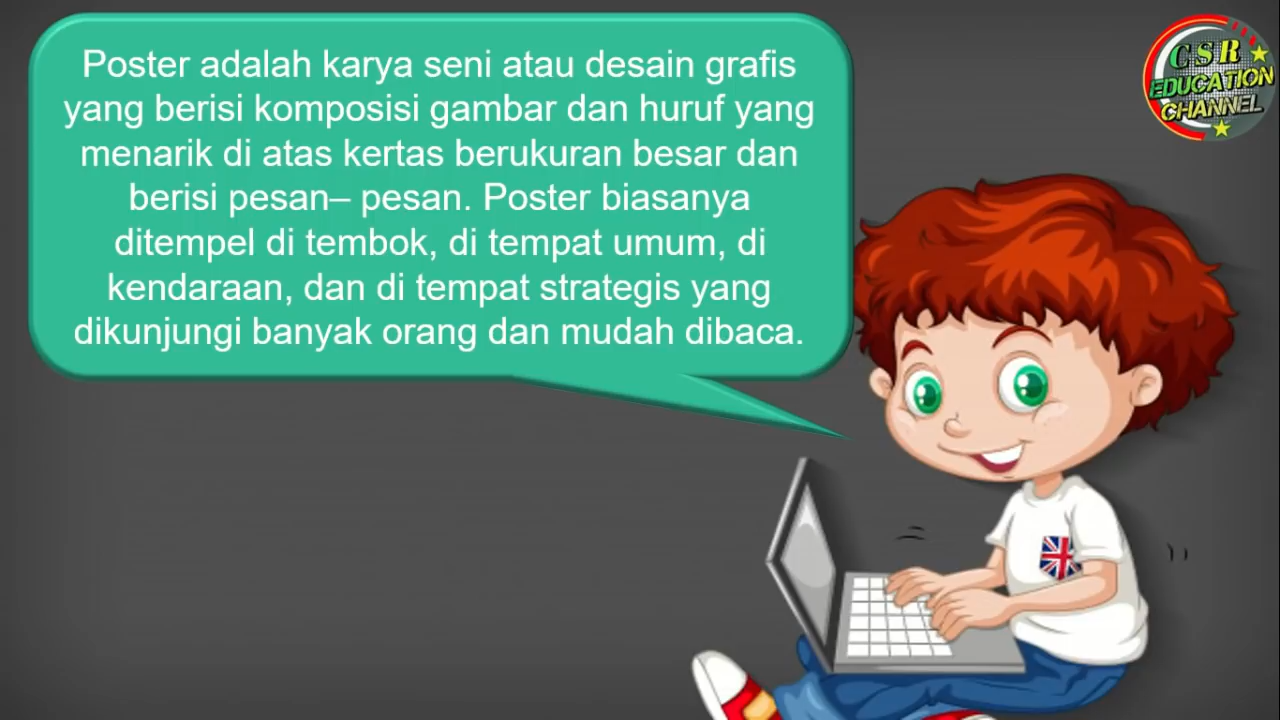 Poster adalah karya seni atau desain grafis
yang berisi komposisi gambar dan huruf yang
menarik di atas kertas berukuran besar dan
berisi pesan– pesan. Poster biasanya
ditempel di tembok, di tempat umum, di
kendaraan, dan di tempat strategis yang
dikunjungi banyak orang dan mudah dibaca.
CSR
EDUCATION
CHANNEL